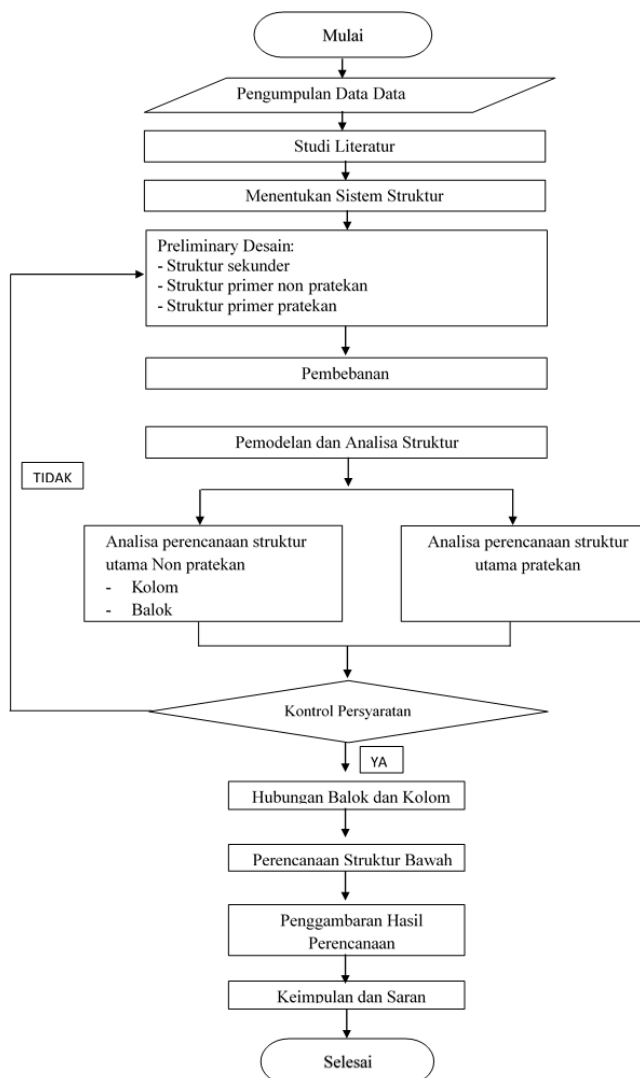 Mulai
Pengumpulan Data Data
Studi Literatur
Menentukan Sistem Struktur
Preliminary Desain:
- Struktur sekunder
- Struktur primer non pratekan
- Struktur primer pratekan
Pembebanan
Pemodelan dan Analisa Struktur
TIDAK
Analisa perencanaan struktur
utama Non pratekan
- Kolom
- Balok
Analisa perencanaan struktur
utama pratekan
Kontrol Persyaratan
YA
Hubungan Balok dan Kolom
Perencanaan Struktur Bawah
Penggambaran Hasil
Perencanaan
Keimpulan dan Saran
Selesai